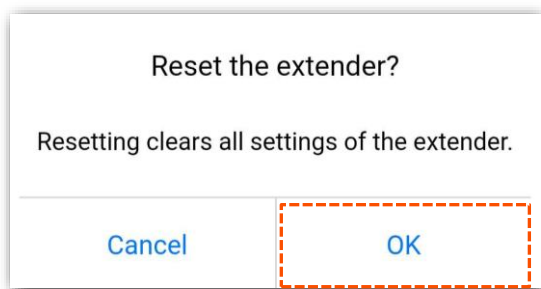 Reset the extender?
Resetting clears all settings of the extender.
Cancel
OK